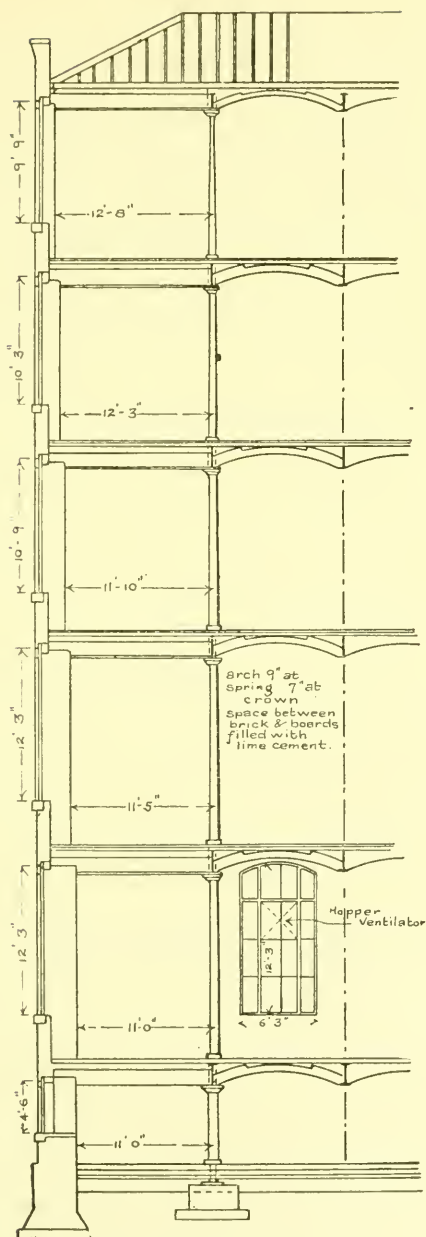 9' 9"
12'-8"
10' 3"
12'-3"
10'-9"
11'-10"
12' 3"
arch 9" at
spring 7" at
crown
space between
brick & boards
filled with
lime cement.
11'-5"
12' 3"
12'-3"
Hopper
Ventilator
6' 3"
11'-0"
4'-6"
11'0"